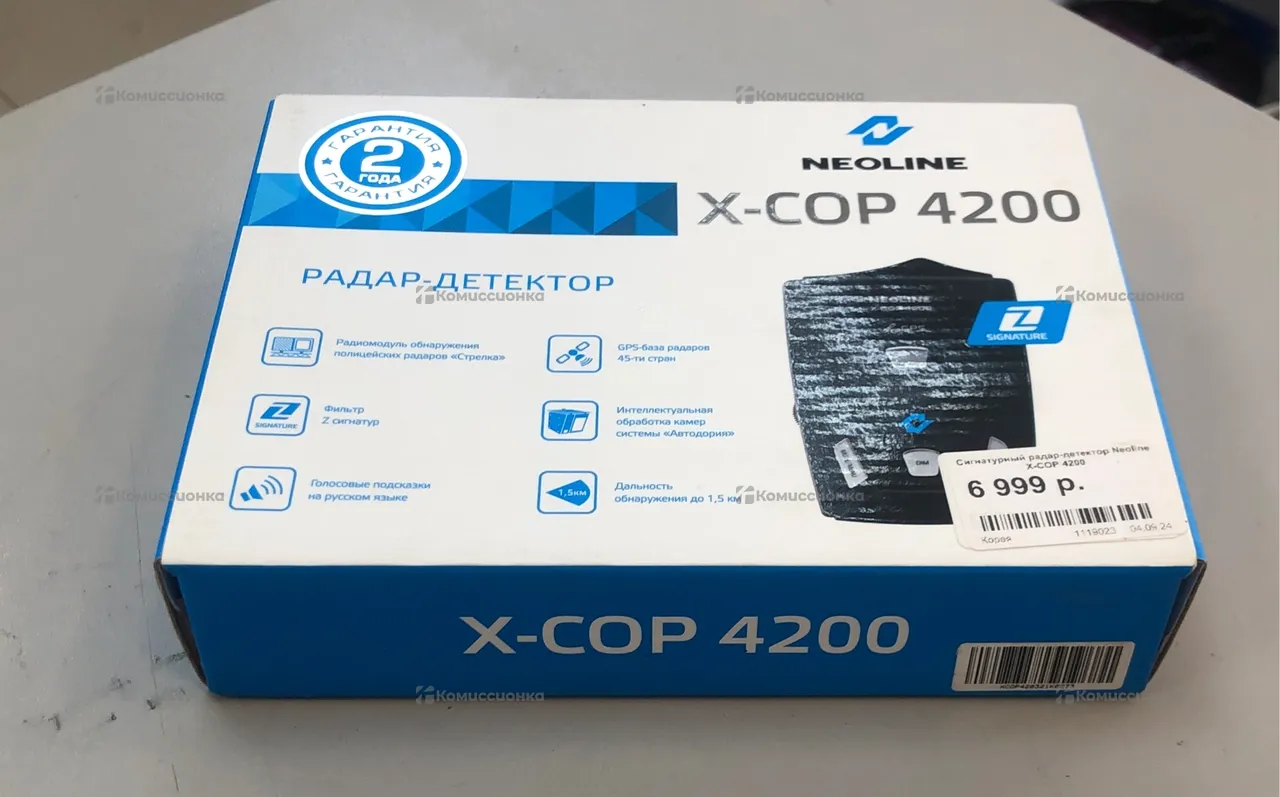 ГАРАНТИЯ
2
ГОДА
ГАРАНТИЯ
NEOLINE
X-COP 4200
РАДАР-ДЕТЕКТОР
Радиомодуль обнаружения
полицейских радаров «Стрелка»
GPS-база радаров
45-ти стран
SIGNATURE
Фильтр
Z сигнатур
Интеллектуальная
обработка камер
системы «Автодория»
Голосовые подсказки
на русском языке
1,5км
Дальность
обнаружения до 1,5 км
NEOLINE
Z
SIGNATURE
Сигнатурный радар-детектор Neoline
X-COP 4200
6 999 р.
Корея
1119023 04.09.24
X-COP 4200
Комиссионка
Комиссионка
Комиссионка
Комиссионка
Комиссионка
Комиссионка
Комиссионка
Комиссионка